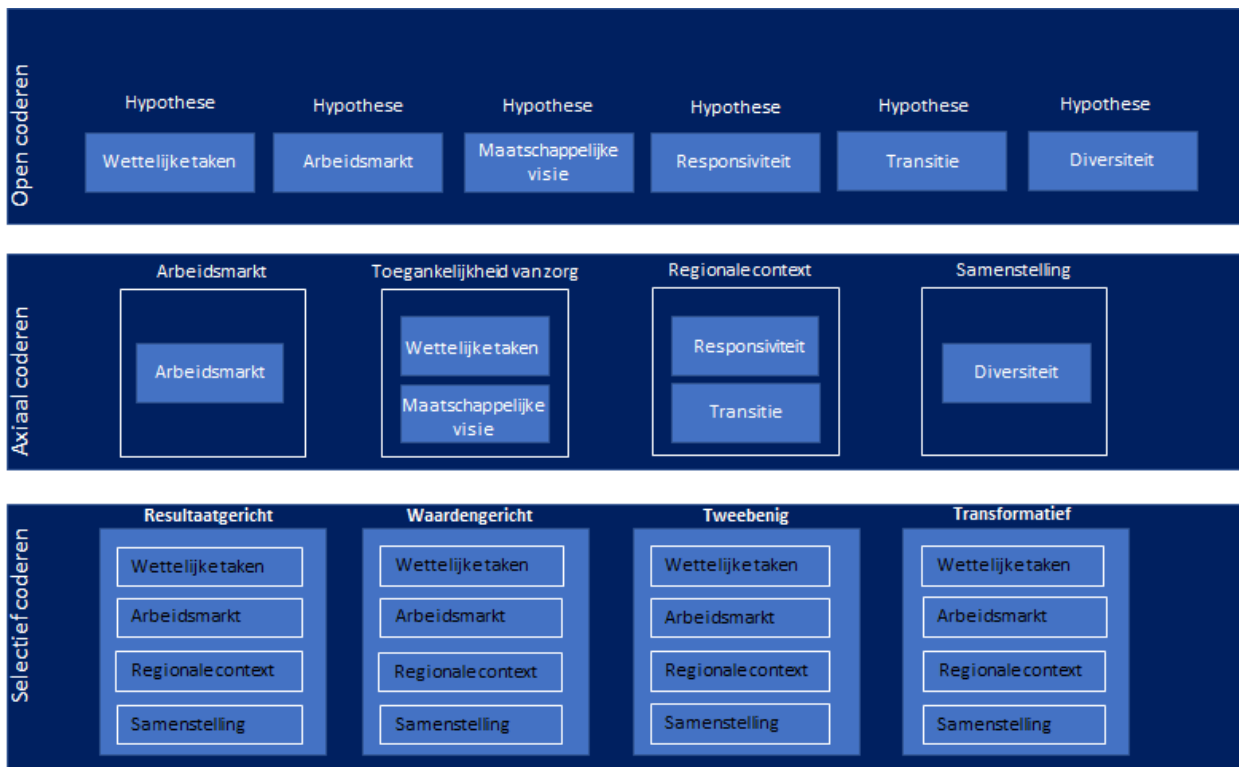 Open coderen
Hypothese
Hypothese
Hypothese
Hypothese
Hypothese
Hypothese
Wettelijke taken
Arbeidsmarkt
Maatschappelijke
visie
Responsiviteit
Transitie
Diversiteit
Axiaal coderen
Arbeidsmarkt
Arbeidsmarkt
Toegankelijkheid van zorg
Wettelijke taken
Maatschappelijke
visie
Regionale context
Responsiviteit
Transitie
Samenstelling
Diversiteit
Selectief coderen
Resultaatgericht
Wettelijke taken
Arbeidsmarkt
Regionale context
Samenstelling
Waardengericht
Wettelijke taken
Arbeidsmarkt
Regionale context
Samenstelling
Tweebenig
Wettelijke taken
Arbeidsmarkt
Regionale context
Samenstelling
Transformatief
Wettelijke taken
Arbeidsmarkt
Regionale context
Samenstelling